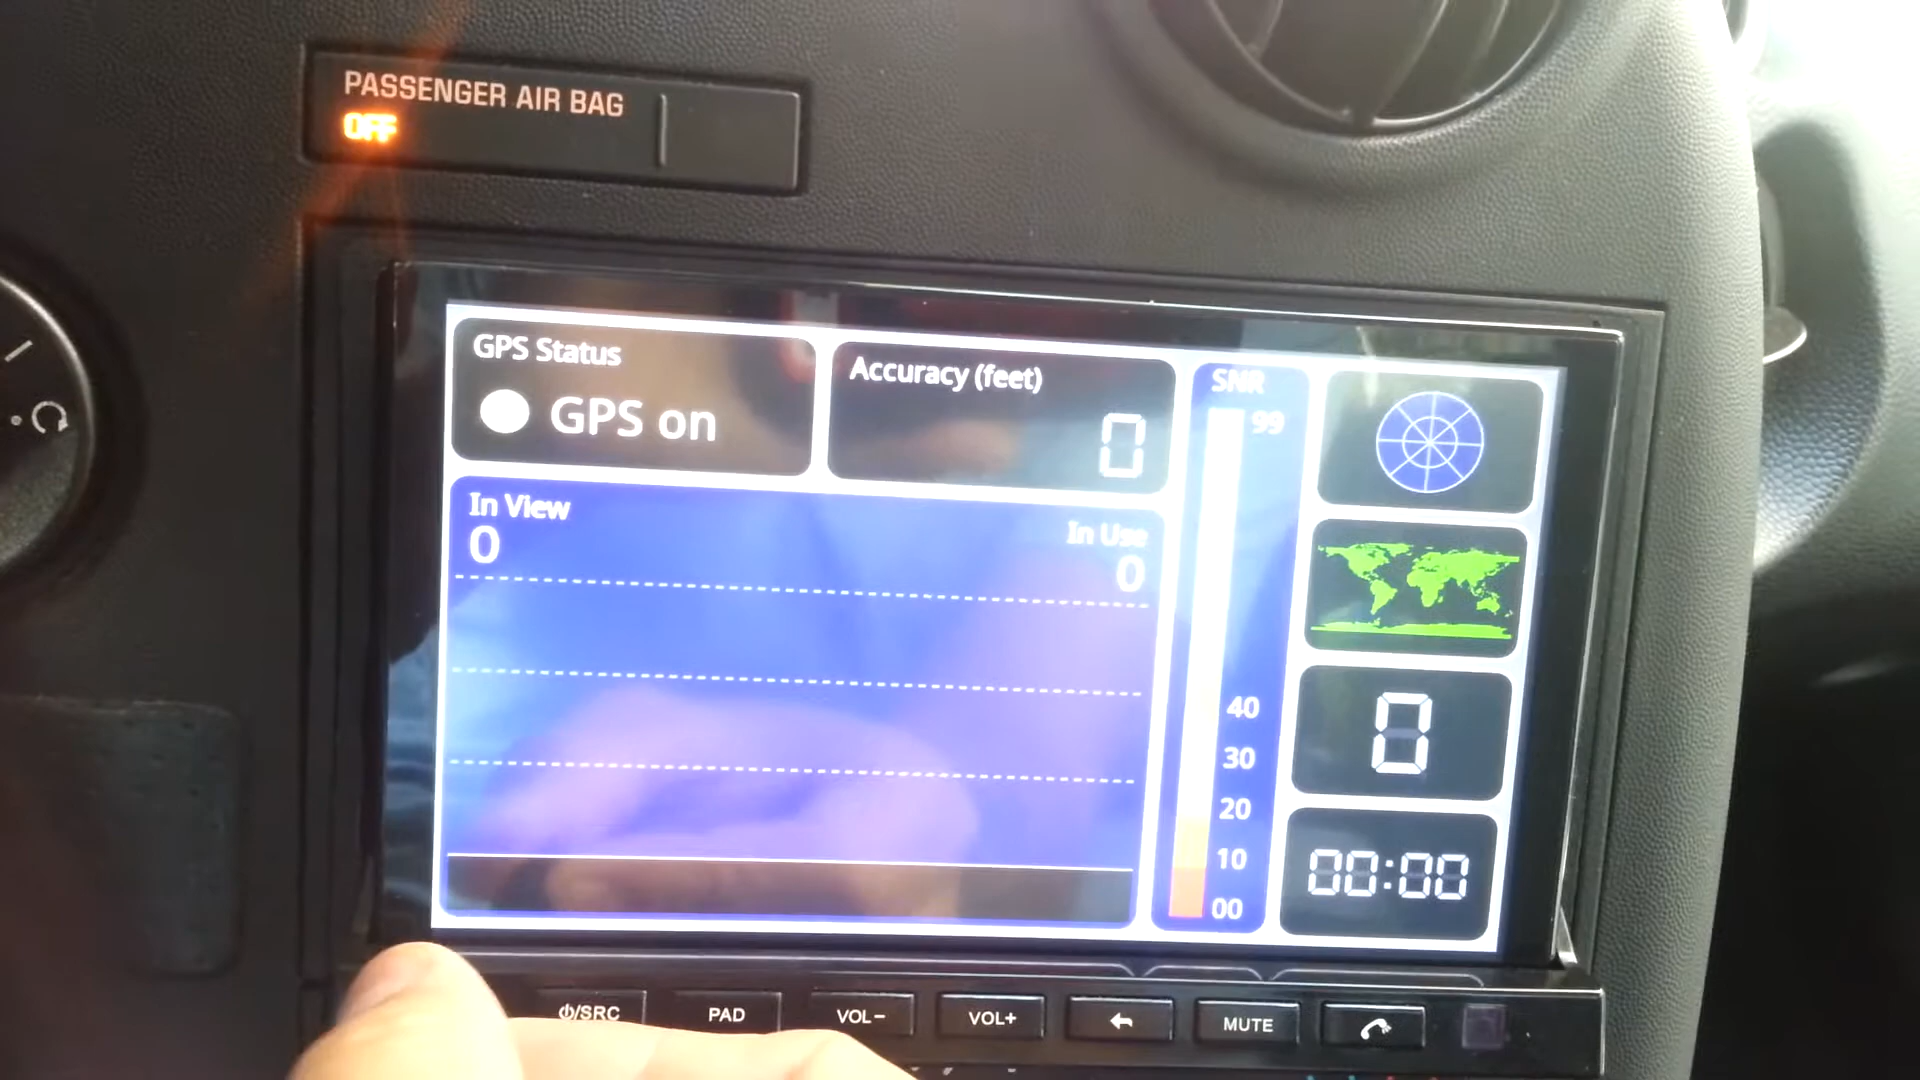 PASSENGER AIR BAG
OFF
GPS Status
GPS on
Accuracy (feet)
0
SNR
99
In View
0
In Use
0
40
30
20
10
00
0
00:00
⏻/SRC
PAD
VOL−
VOL+
MUTE